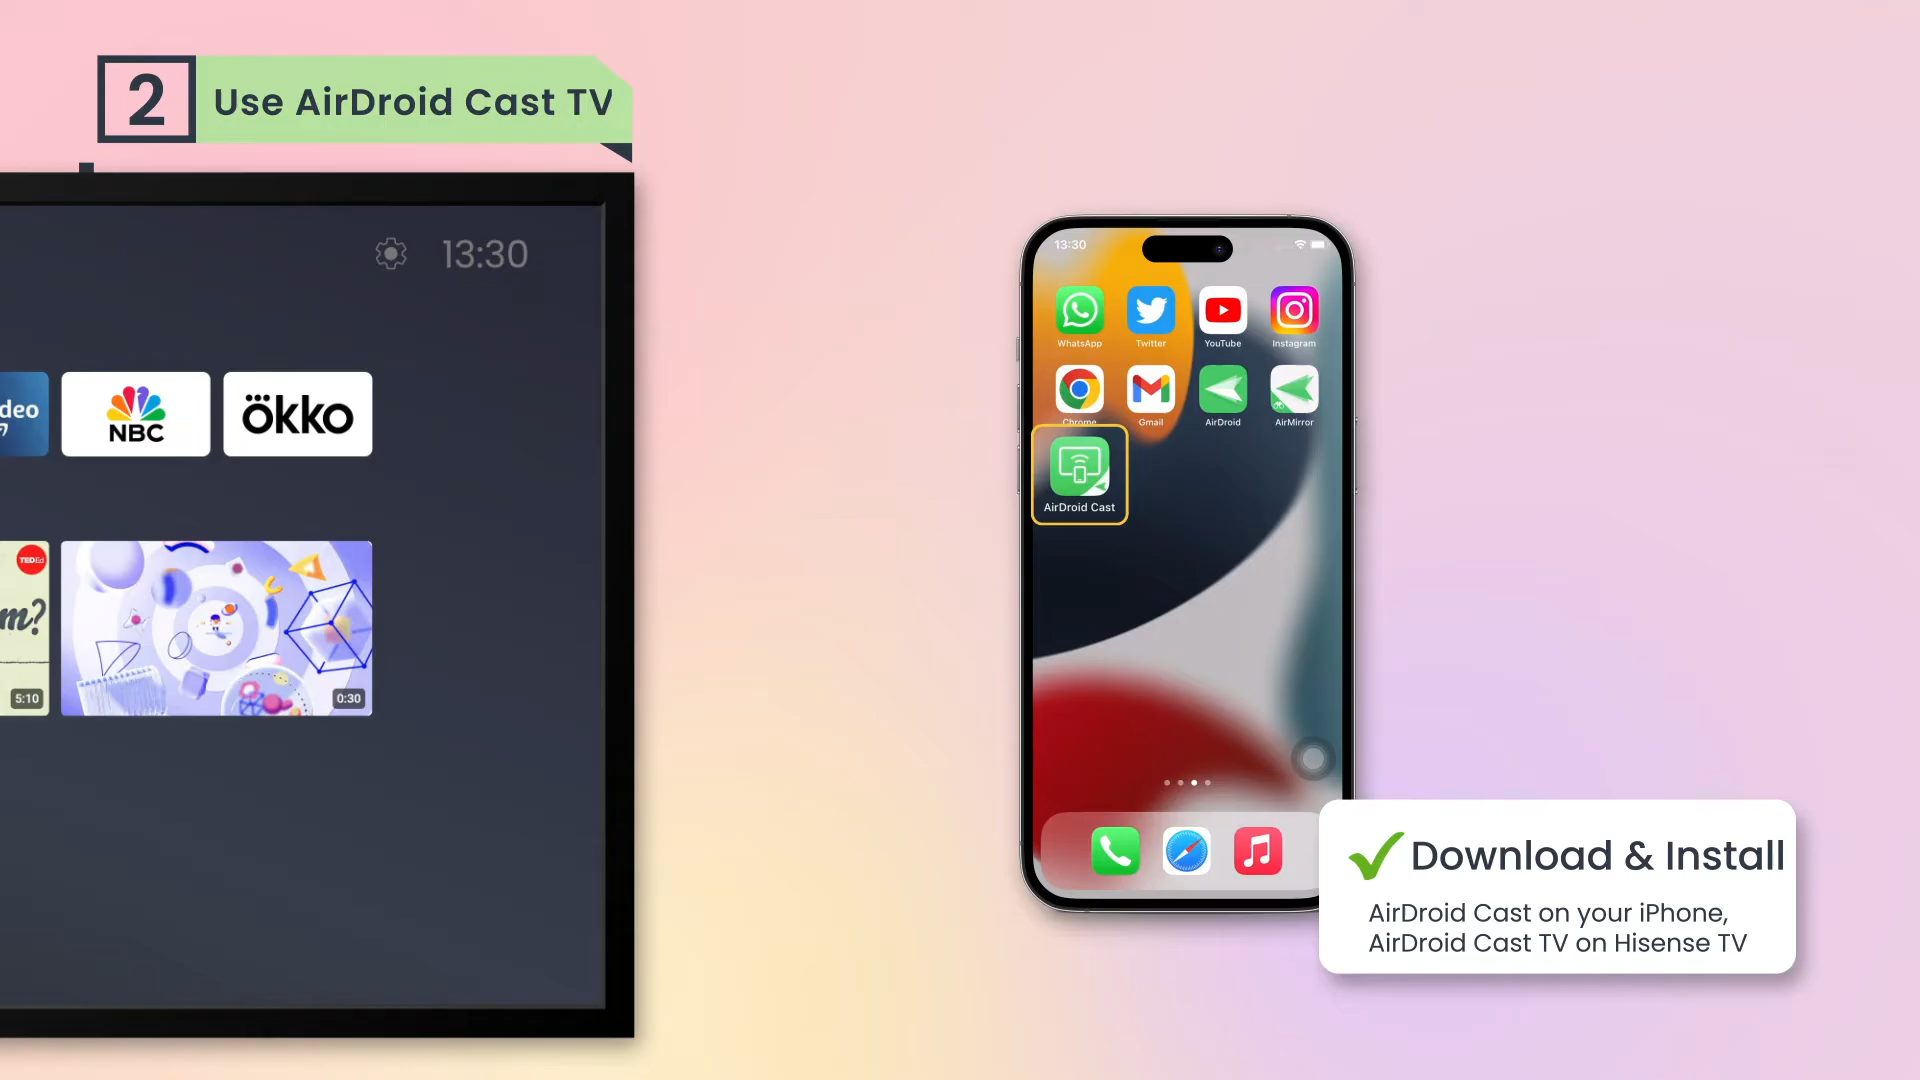 2
Use AirDroid Cast TV
13:30
deo
NBC
ökko
TEDEd
m?
5:10
0:30
13:30
WhatsApp
Twitter
YouTube
Instagram
Chrome
Gmail
AirDroid
AirMirror
AirDroid Cast
Download & Install
AirDroid Cast on your iPhone,
AirDroid Cast TV on Hisense TV